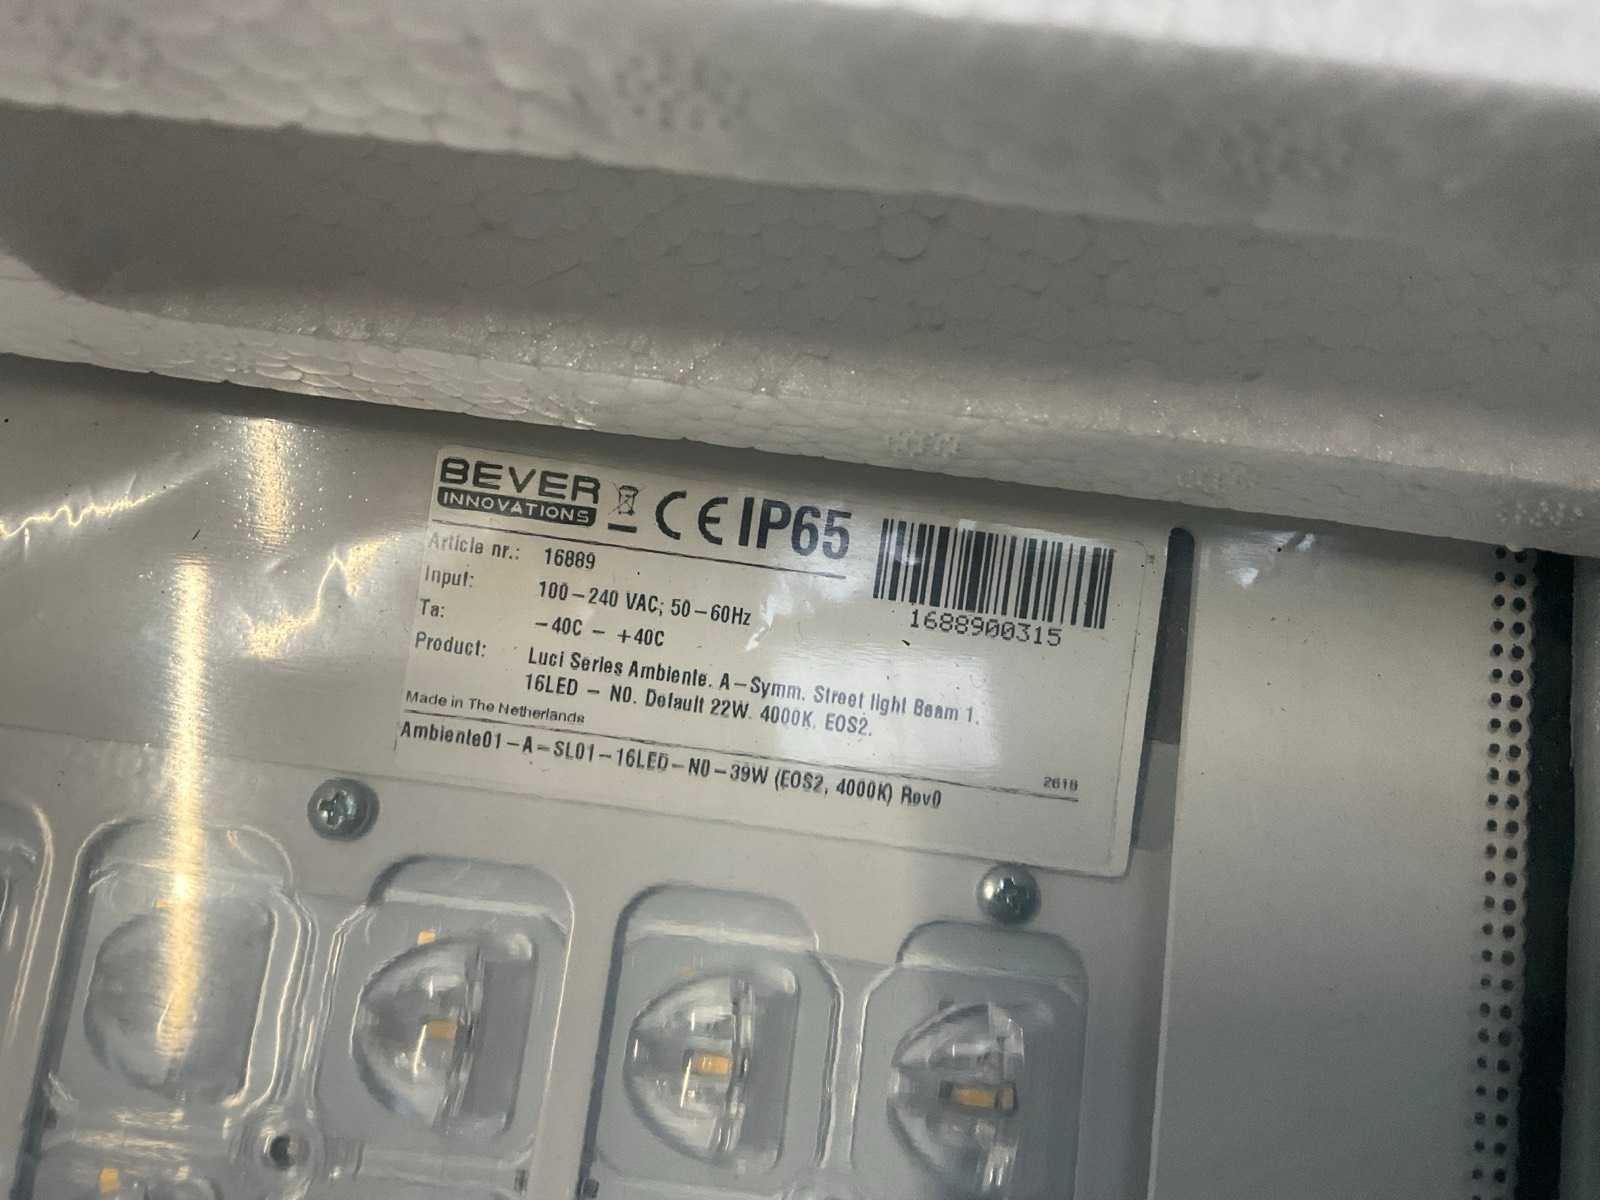 BEVER
INNOVATIONS
CE IP65
Article nr.: 16889
Input: 100-240 VAC; 50-60Hz
Ta: -40C - +40C
Product: Luci Series Ambiente. A-Symm. Street light Beam 1.
16LED - N0. Default 22W. 4000K. EOS2.
Made in The Netherlands
Ambiente01-A-SL01-16LED-N0-39W (EOS2, 4000K) Rev0
2618
1688900315